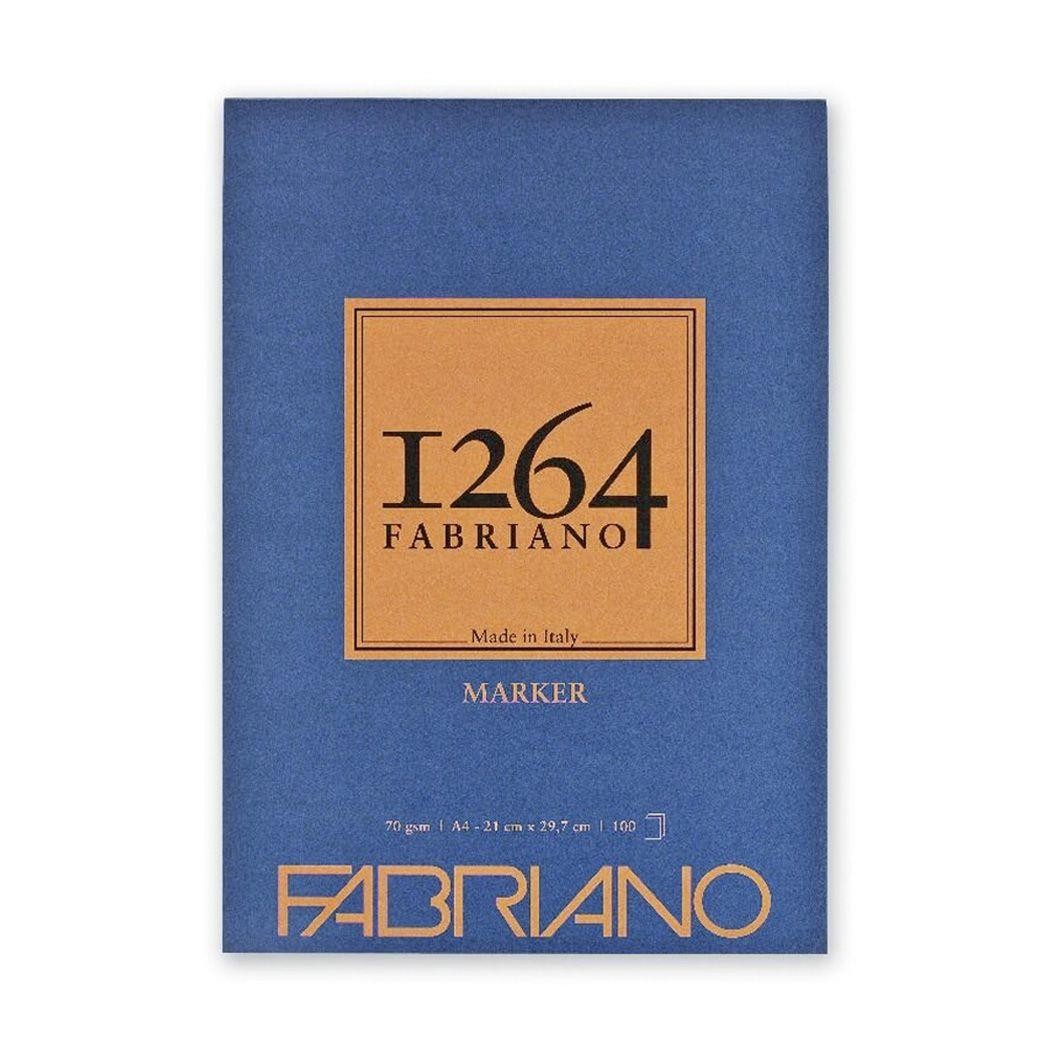 1264
FABRIANO
Made in Italy
MARKER
70 gsm | A4 - 21 cm x 29,7 cm | 100
FABRIANO